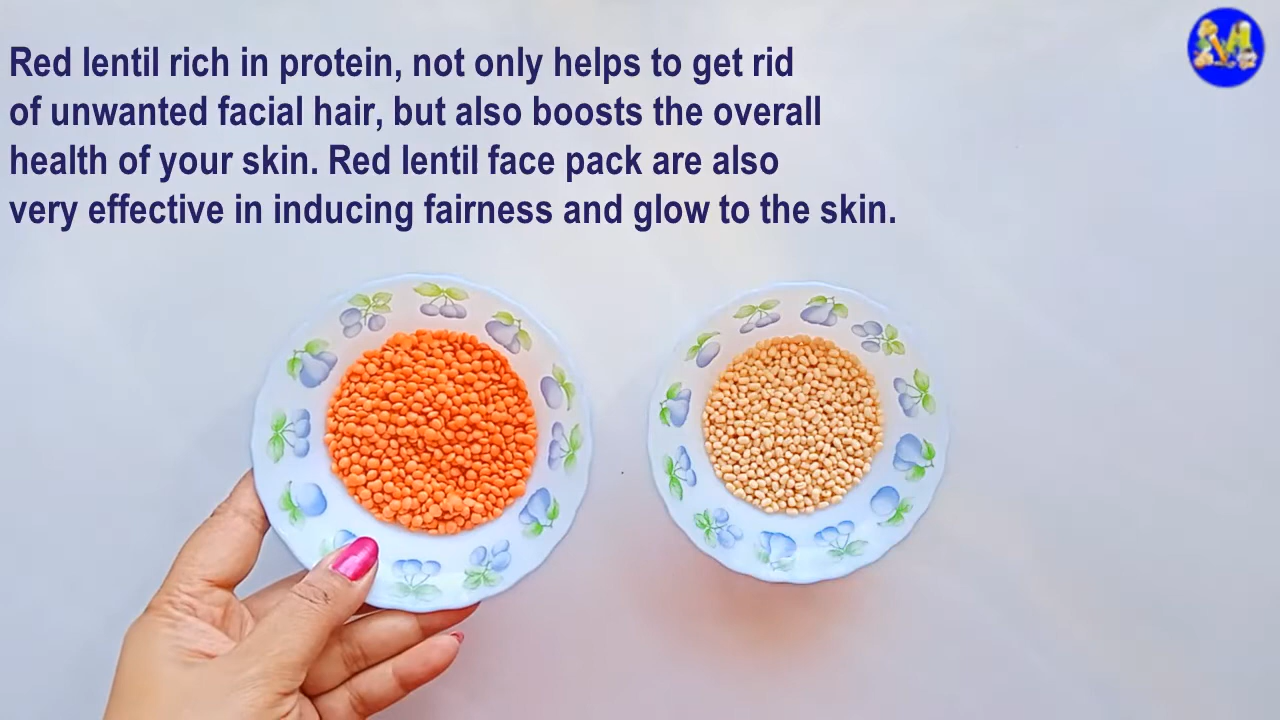 Red lentil rich in protein, not only helps to get rid
of unwanted facial hair, but also boosts the overall
health of your skin. Red lentil face pack are also
very effective in inducing fairness and glow to the skin.